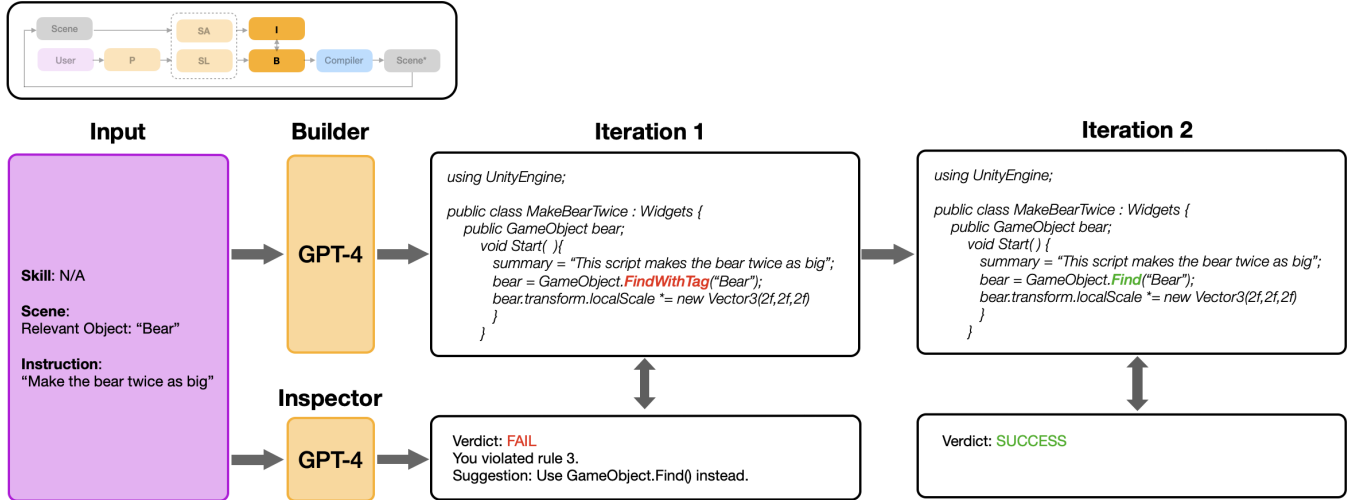 Scene
SA
I
User
P
SL
B
Compiler
Scene*
Input
Builder
Iteration 1
Iteration 2
Skill: N/A
Scene:
Relevant Object: “Bear”
Instruction:
“Make the bear twice as big”
GPT-4
using UnityEngine;
public class MakeBearTwice : Widgets {
public GameObject bear;
void Start( ){
summary = “This script makes the bear twice as big”;
bear = GameObject.FindWithTag(“Bear”);
bear.transform.localScale *= new Vector3(2f,2f,2f)
}
}
using UnityEngine;
public class MakeBearTwice : Widgets {
public GameObject bear;
void Start( ) {
summary = “This script makes the bear twice as big”;
bear = GameObject.Find(“Bear”);
bear.transform.localScale *= new Vector3(2f,2f,2f)
}
}
Inspector
GPT-4
Verdict: FAIL
You violated rule 3.
Suggestion: Use GameObject.Find() instead.
Verdict: SUCCESS